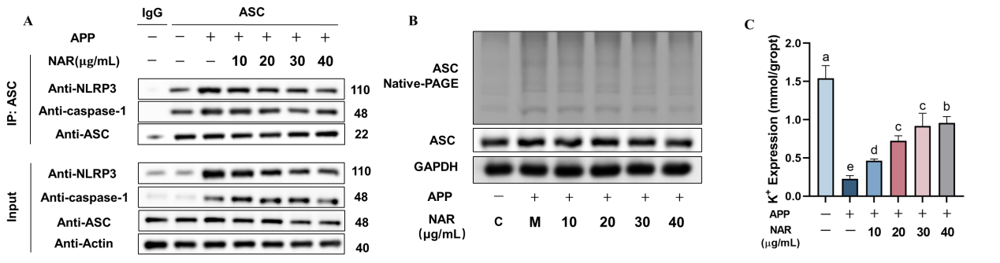 A
IgG ASC
APP − − + + + + +
NAR(μg/mL) − − − 10 20 30 40
IP: ASC
Anti-NLRP3 110
Anti-caspase-1 48
Anti-ASC 22
Input
Anti-NLRP3 110
Anti-caspase-1 48
Anti-ASC 48
Anti-Actin 40
B
ASC
Native-PAGE
ASC
GAPDH
APP − + + + + +
NAR
(μg/mL) C M 10 20 30 40
C
K+ Expression (mmol/gropt)
2.0
1.5
1.0
0.5
0.0
a e d c c b
APP − + + + + +
NAR − − 10 20 30 40
(μg/mL)